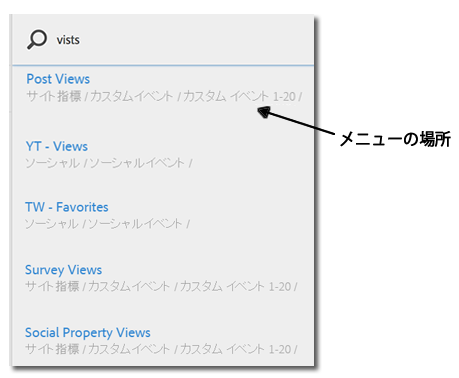 vists
Post Views
サイト指標 / カスタムイベント / カスタム イベント 1-20 /
メニューの場所
YT - Views
ソーシャル / ソーシャルイベント /
TW - Favorites
ソーシャル / ソーシャルイベント /
Survey Views
サイト指標 / カスタムイベント / カスタム イベント 1-20 /
Social Property Views
サイト指標 / カスタムイベント / カスタム イベント 1-20 /